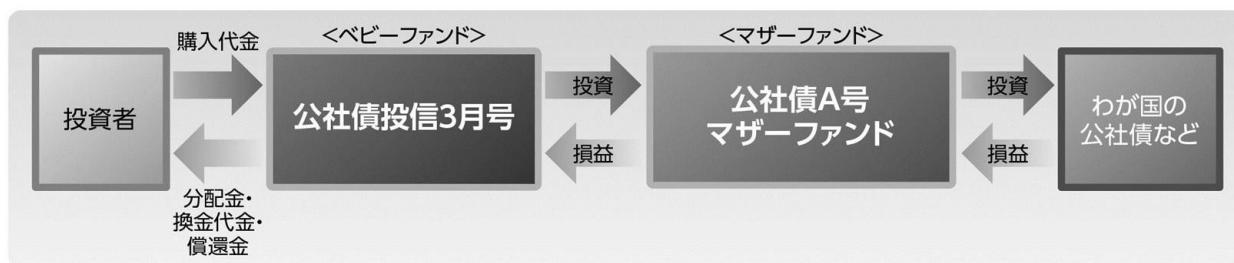 購入代金
<ベビーファンド>
<マザーファンド>
投資者
公社債投信3月号
投資
公社債A号
マザーファンド
投資
わが国の
公社債など
損益
損益
分配金・
換金代金・
償還金